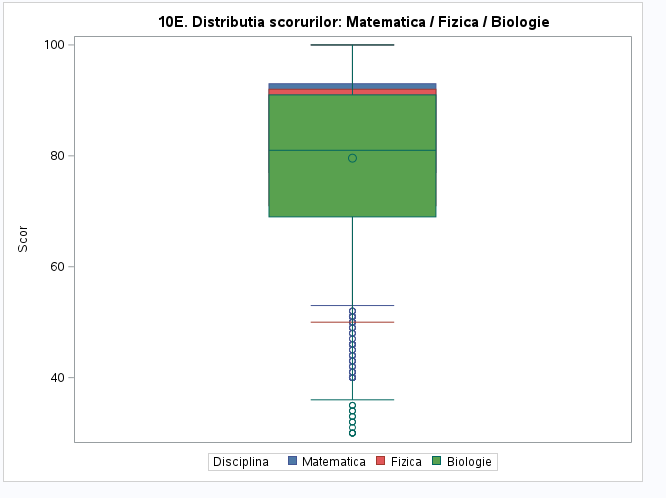 10E. Distributia scorurilor: Matematica / Fizica / Biologie
100
80
60
40
Scor
Disciplina Matematica Fizica Biologie